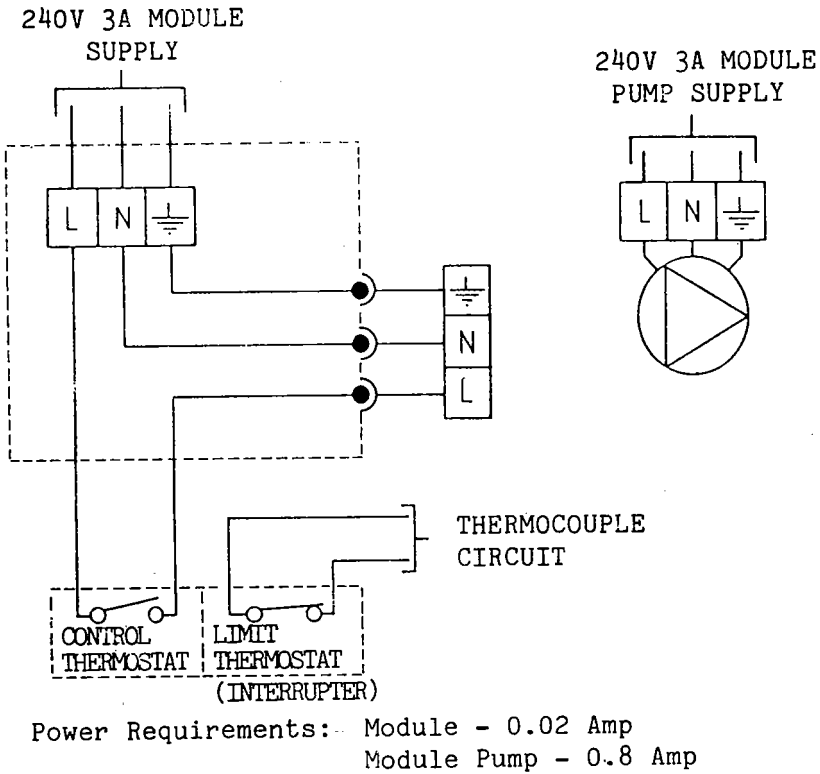 240V 3A MODULE
SUPPLY
240V 3A MODULE
PUMP SUPPLY
L N
L N
N
L
THERMOCOUPLE
CIRCUIT
CONTROL
THERMOSTAT
LIMIT
THERMOSTAT
(INTERRUPTER)
Power Requirements: Module - 0.02 Amp
Module Pump - 0.8 Amp